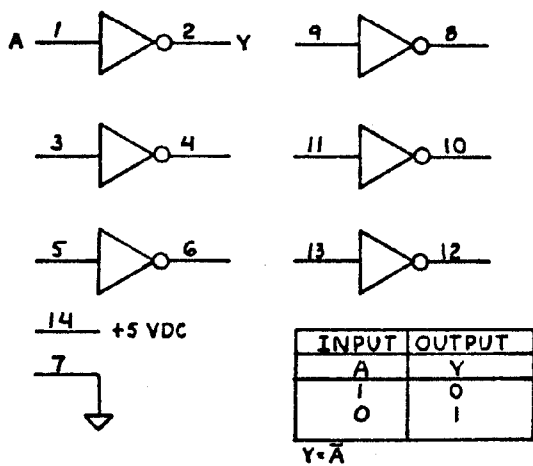 A 1 2 Y 9 8
3 4 11 10
5 6 13 12
14 +5 VDC
7
INPUT OUTPUT
A Y
1 0
0 1
Y=Ā